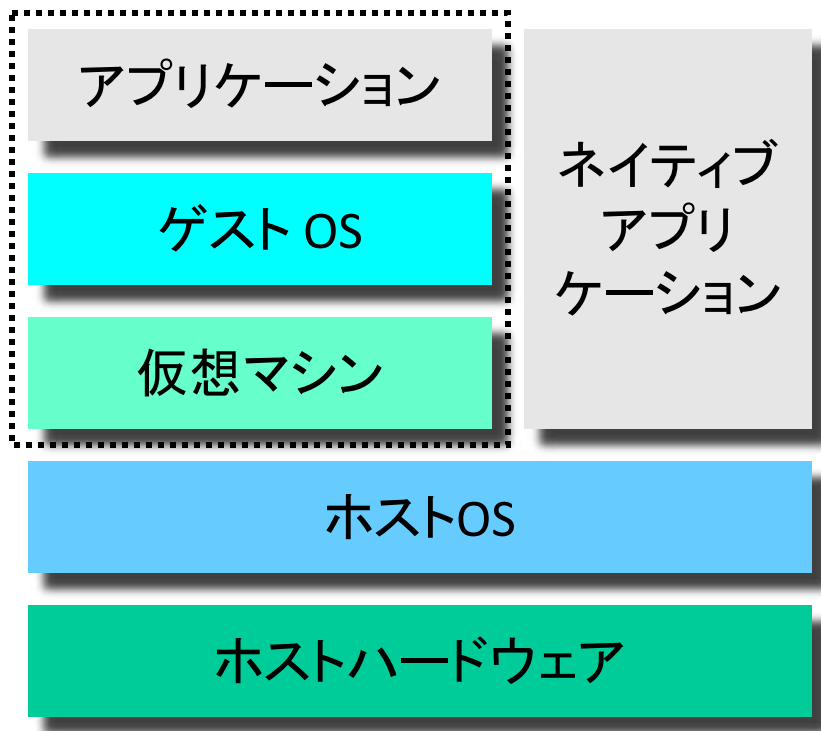 アプリケーション
ゲスト OS
仮想マシン
ネイティブ
アプリ
ケーション
ホストOS
ホストハードウェア